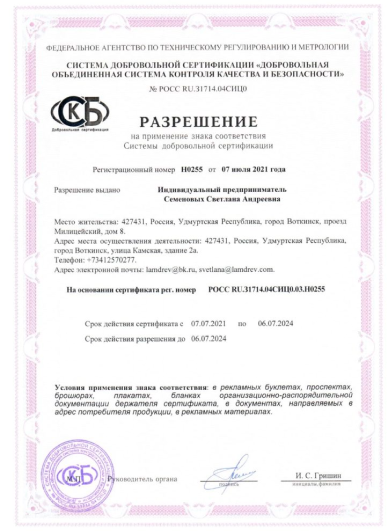 ФЕДЕРАЛЬНОЕ АГЕНТСТВО ПО ТЕХНИЧЕСКОМУ РЕГУЛИРОВАНИЮ И МЕТРОЛОГИИ
СИСТЕМА ДОБРОВОЛЬНОЙ СЕРТИФИКАЦИИ «ДОБРОВОЛЬНАЯ
ОБЪЕДИНЕННАЯ СИСТЕМА КОНТРОЛЯ КАЧЕСТВА И БЕЗОПАСНОСТИ»
№ РОСС RU.31714.04СИЦ0
СКБ
Добровольная сертификация
РАЗРЕШЕНИЕ
на применение знака соответствия
Системы добровольной сертификации
Регистрационный номер Н0255 от 07 июля 2021 года
Разрешение выдано Индивидуальный предприниматель
Семеновых Светлана Андреевна
Место жительства: 427431, Россия, Удмуртская Республика, город Воткинск, проезд
Милицейский, дом 8.
Адрес места осуществления деятельности: 427431, Россия, Удмуртская Республика,
город Воткинск, улица Камская, здание 2а.
Телефон: +73412570277.
Адрес электронной почты: lamdrev@bk.ru, svetlana@lamdrev.com.
На основании сертификата рег. номер РОСС RU.31714.04СИЦ0.03.Н0255
Срок действия сертификата с 07.07.2021 по 06.07.2024
Срок действия разрешения до 06.07.2024
Условия применения знака соответствия: в рекламных буклетах, проспектах,
брошюрах, плакатах, бланках организационно-распорядительной
документации держателя сертификата, в документах, направляемых в
адрес потребителя продукции, в рекламных материалах.
Руководитель органа
подпись
И. С. Гришин
инициалы, фамилия